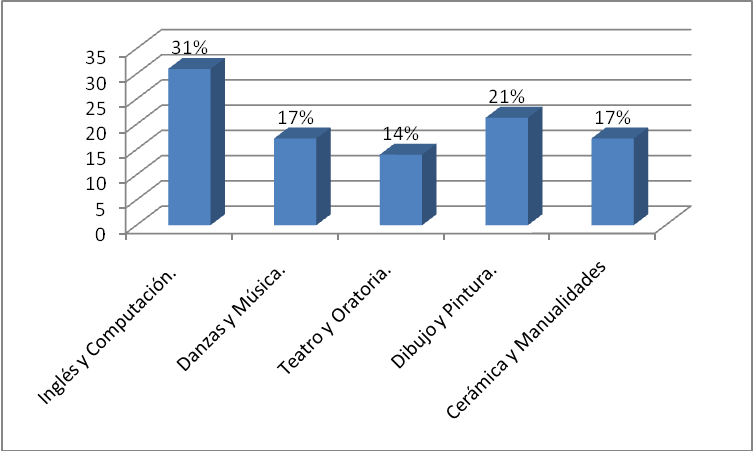 35
30
25
20
15
10
5
0
31%
17%
14%
21%
17%
Inglés y Computación.
Danzas y Música.
Teatro y Oratoria.
Dibujo y Pintura.
Cerámica y Manualidades